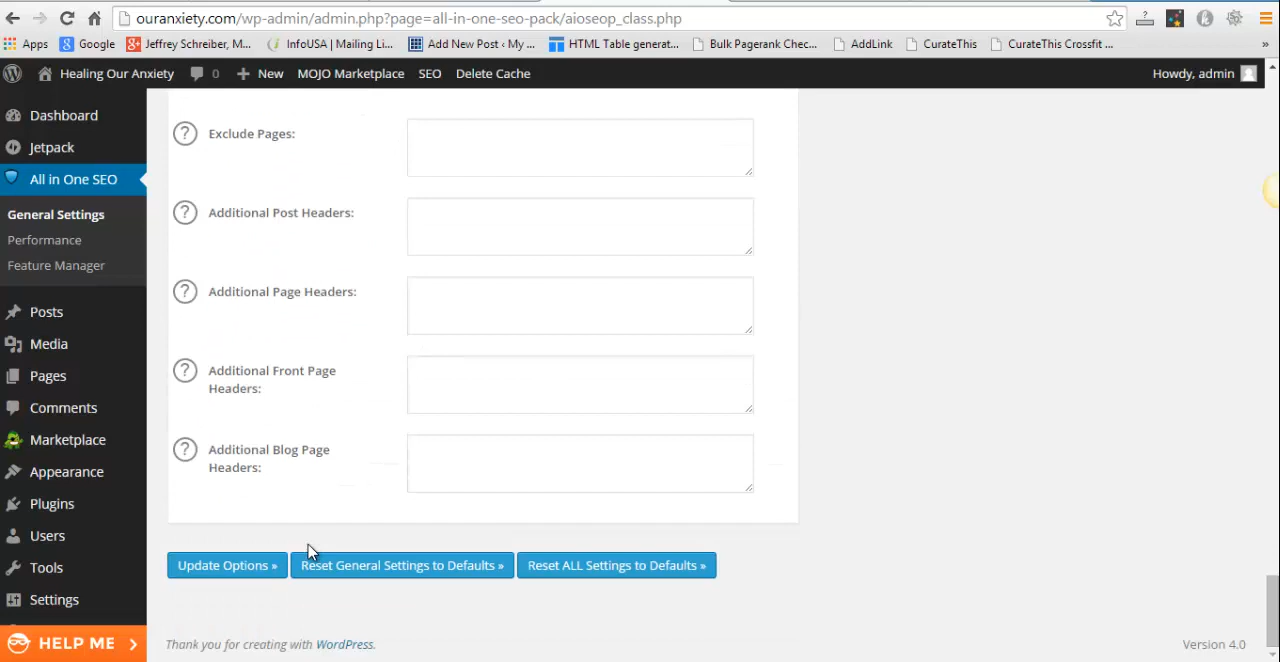 ouranxiety.com/wp-admin/admin.php?page=all-in-one-seo-pack/aioseop_class.php
Apps Google Jeffrey Schreiber, M... InfoUSA | Mailing Li... Add New Post ‹ My ... HTML Table generat... Bulk Pagerank Chec... AddLink CurateThis CurateThis Crossfit ... »
Healing Our Anxiety 0 + New MOJO Marketplace SEO Delete Cache Howdy, admin
Dashboard
Jetpack
All in One SEO
General Settings
Performance
Feature Manager
Posts
Media
Pages
Comments
Marketplace
Appearance
Plugins
Users
Tools
Settings
HELP ME
? Exclude Pages:
? Additional Post Headers:
? Additional Page Headers:
? Additional Front Page
Headers:
? Additional Blog Page
Headers:
Update Options » Reset General Settings to Defaults » Reset ALL Settings to Defaults »
Thank you for creating with WordPress. Version 4.0